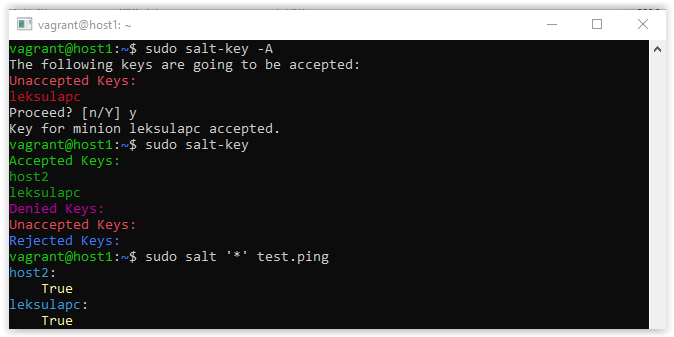 vagrant@host1: ~
vagrant@host1:~$ sudo salt-key -A
The following keys are going to be accepted:
Unaccepted Keys:
leksulapc
Proceed? [n/Y] y
Key for minion leksulapc accepted.
vagrant@host1:~$ sudo salt-key
Accepted Keys:
host2
leksulapc
Denied Keys:
Unaccepted Keys:
Rejected Keys:
vagrant@host1:~$ sudo salt '*' test.ping
host2:
    True
leksulapc:
    True